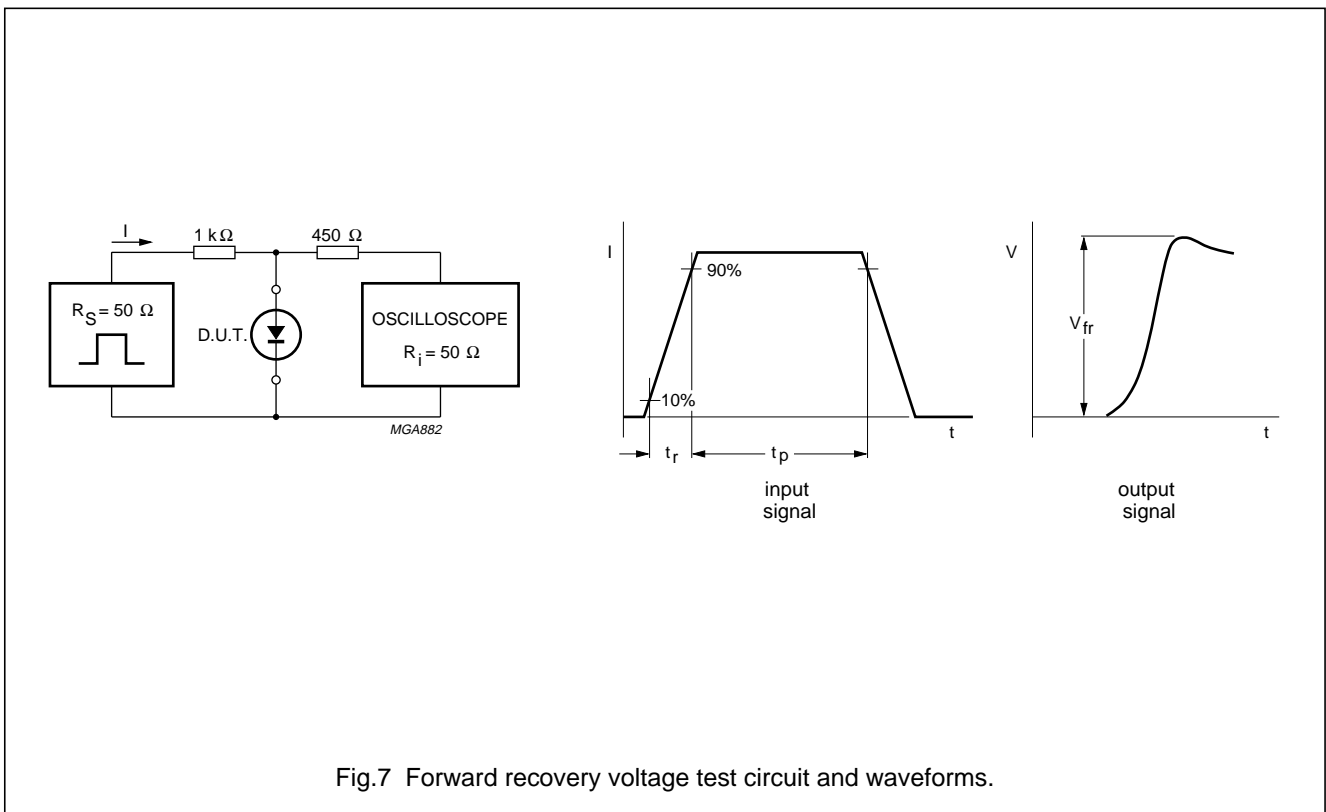 I
1 kΩ
450 Ω
R_S = 50 Ω
D.U.T.
OSCILLOSCOPE
R_i = 50 Ω
MGA882
I
90%
10%
t
t_r
t_p
input
signal
V
V_fr
t
output
signal
Fig.7 Forward recovery voltage test circuit and waveforms.